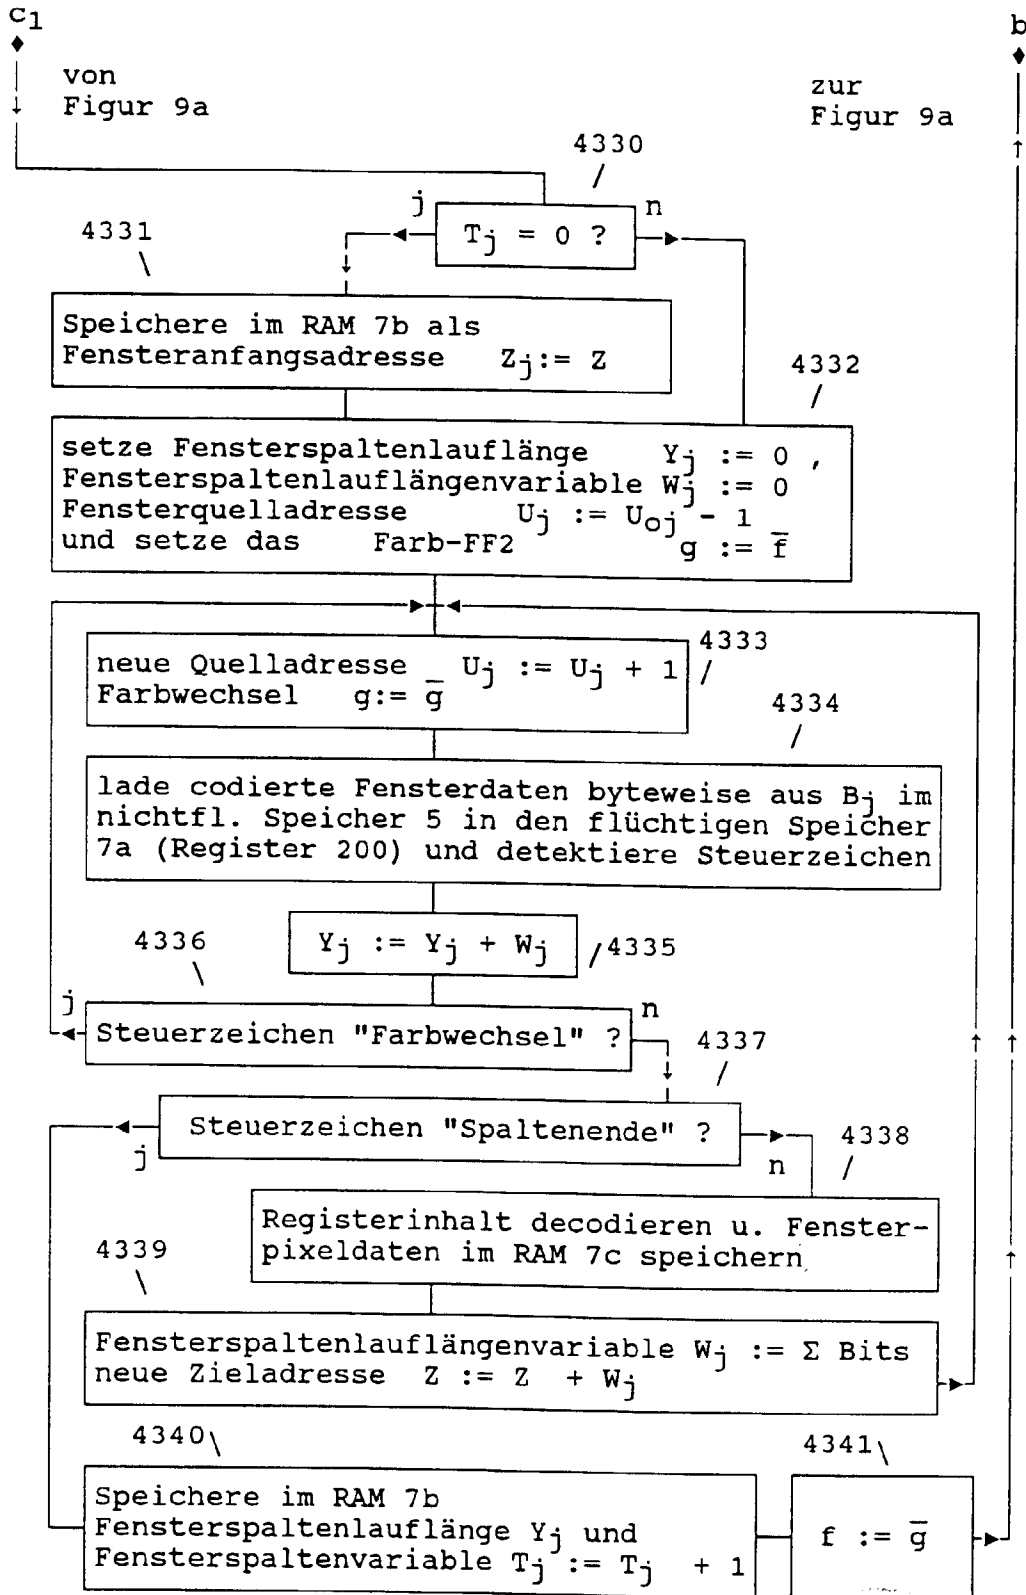 c1
b
von
Figur 9a
zur
Figur 9a
4330
j
n
Tj = 0 ?
4331
Speichere im RAM 7b als
Fensteranfangsadresse Zj:= Z
4332
setze Fensterspaltenlauflänge Yj := 0 ,
Fensterspaltenlauflängenvariable Wj := 0
Fensterquelladresse Uj := Uoj - 1
und setze das Farb-FF2 g := f̅
4333
neue Quelladresse Uj := Uj + 1
Farbwechsel g:= g̅
4334
lade codierte Fensterdaten byteweise aus Bj im
nichtfl. Speicher 5 in den flüchtigen Speicher
7a (Register 200) und detektiere Steuerzeichen
4336
Yj := Yj + Wj
4335
j
n
Steuerzeichen "Farbwechsel" ?
4337
Steuerzeichen "Spaltenende" ?
j
n
4338
Registerinhalt decodieren u. Fenster-
pixeldaten im RAM 7c speichern
4339
Fensterspaltenlauflängenvariable Wj := Σ Bits
neue Zieladresse Z := Z + Wj
4340
4341
Speichere im RAM 7b
Fensterspaltenlauflänge Yj und
Fensterspaltenvariable Tj := Tj + 1
f := g̅